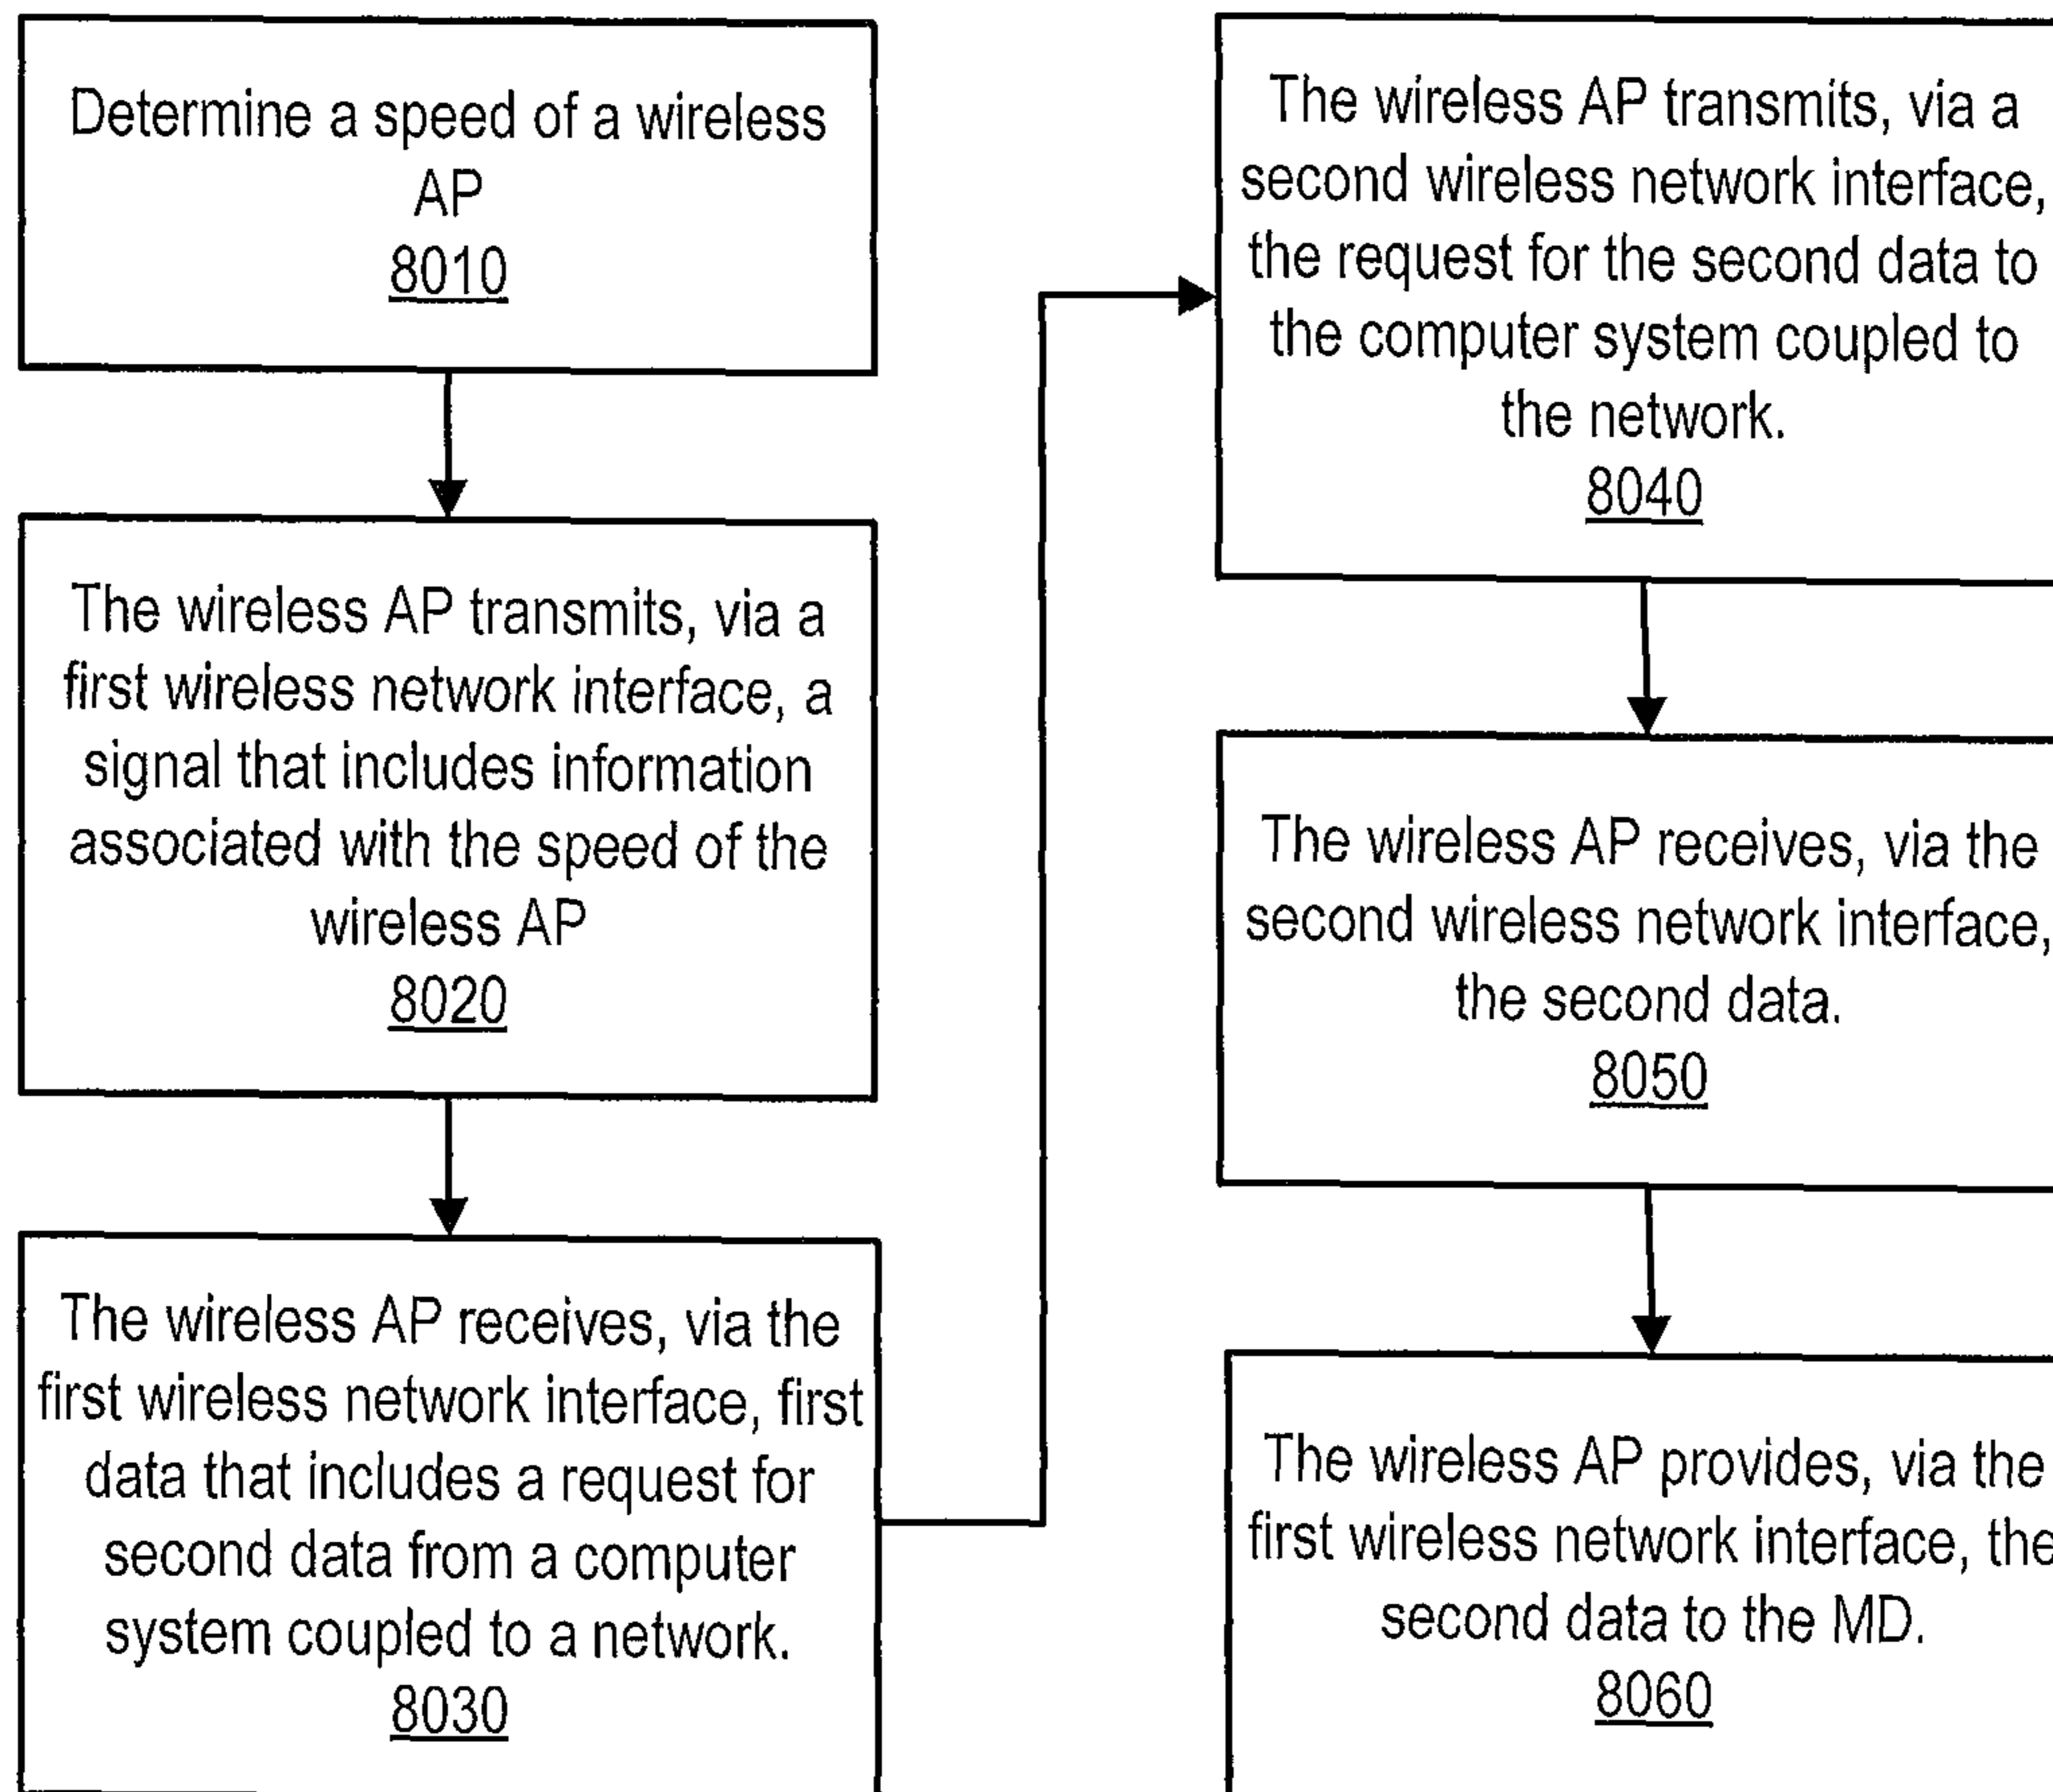 Determine a speed of a wireless
AP
8010
The wireless AP transmits, via a
first wireless network interface, a
signal that includes information
associated with the speed of the
wireless AP
8020
The wireless AP receives, via the
first wireless network interface, first
data that includes a request for
second data from a computer
system coupled to a network.
8030
The wireless AP transmits, via a
second wireless network interface,
the request for the second data to
the computer system coupled to
the network.
8040
The wireless AP receives, via the
second wireless network interface,
the second data.
8050
The wireless AP provides, via the
first wireless network interface, the
second data to the MD.
8060